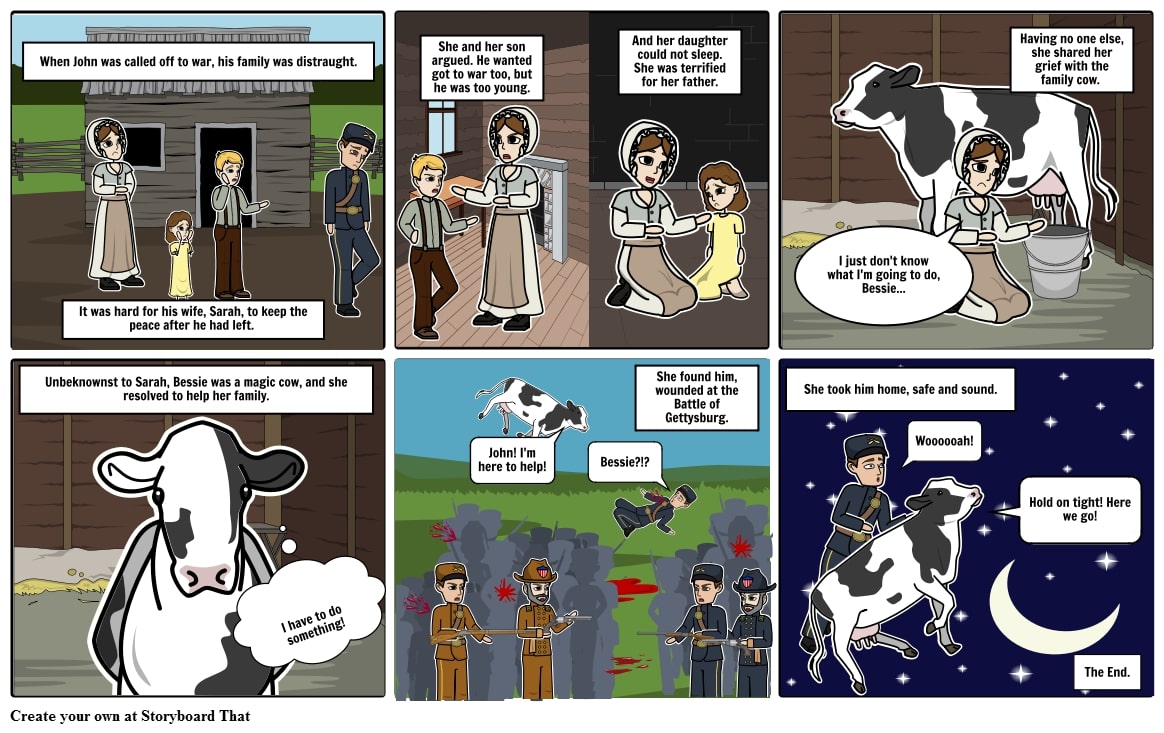 When John was called off to war, his family was distraught.
It was hard for his wife, Sarah, to keep the
peace after he had left.
She and her son
argued. He wanted
got to war too, but
he was too young.
And her daughter
could not sleep.
She was terrified
for her father.
Having no one else,
she shared her
grief with the
family cow.
I just don't know
what I'm going to do,
Bessie...
Unbeknownst to Sarah, Bessie was a magic cow, and she
resolved to help her family.
I have to do
something!
She found him,
wounded at the
Battle of
Gettysburg.
John! I'm
here to help!
Bessie?!?
She took him home, safe and sound.
Woooooah!
Hold on tight! Here
we go!
The End.
Create your own at Storyboard That